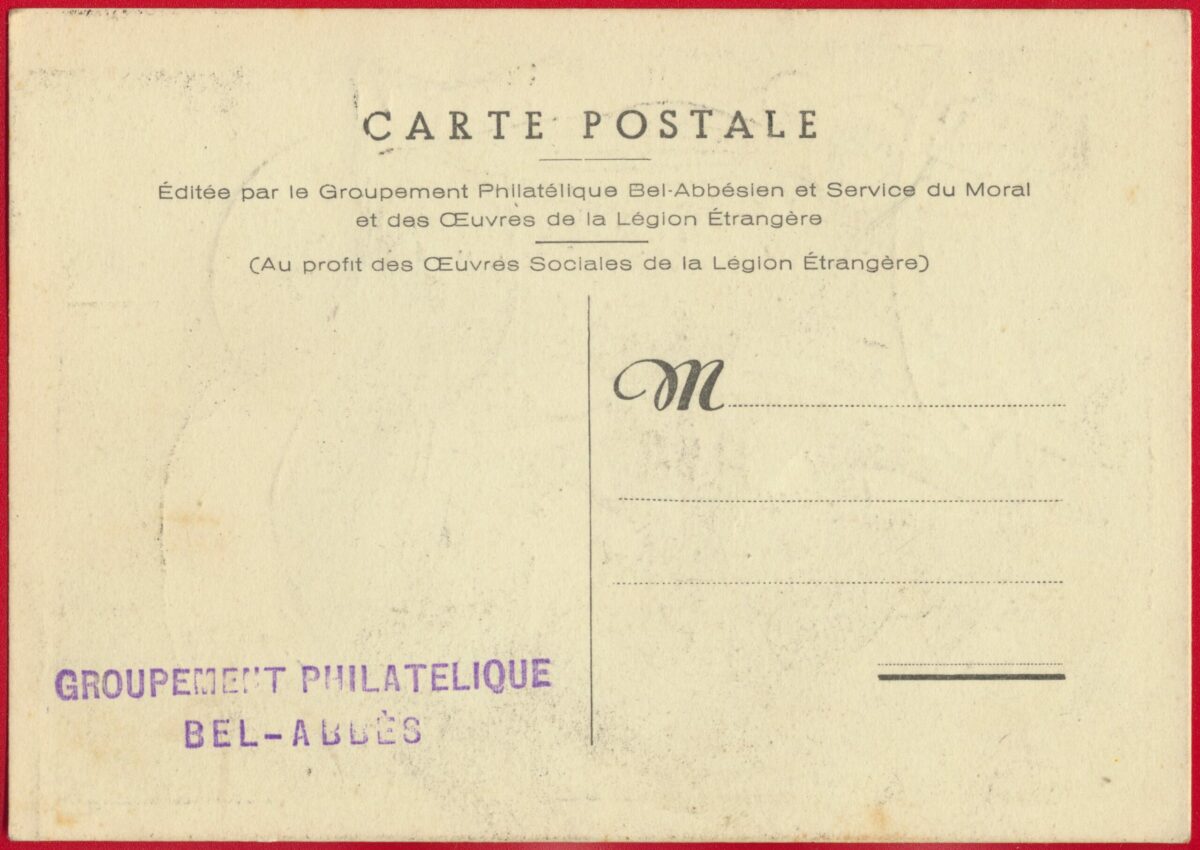 CARTE POSTALE
Éditée par le Groupement Philatélique Bel-Abbésien et Service du Moral
et des Œuvres de la Légion Étrangère
(Au profit des Œuvres Sociales de la Légion Étrangère)
M
GROUPEMENT PHILATELIQUE
BEL-ABBÈS